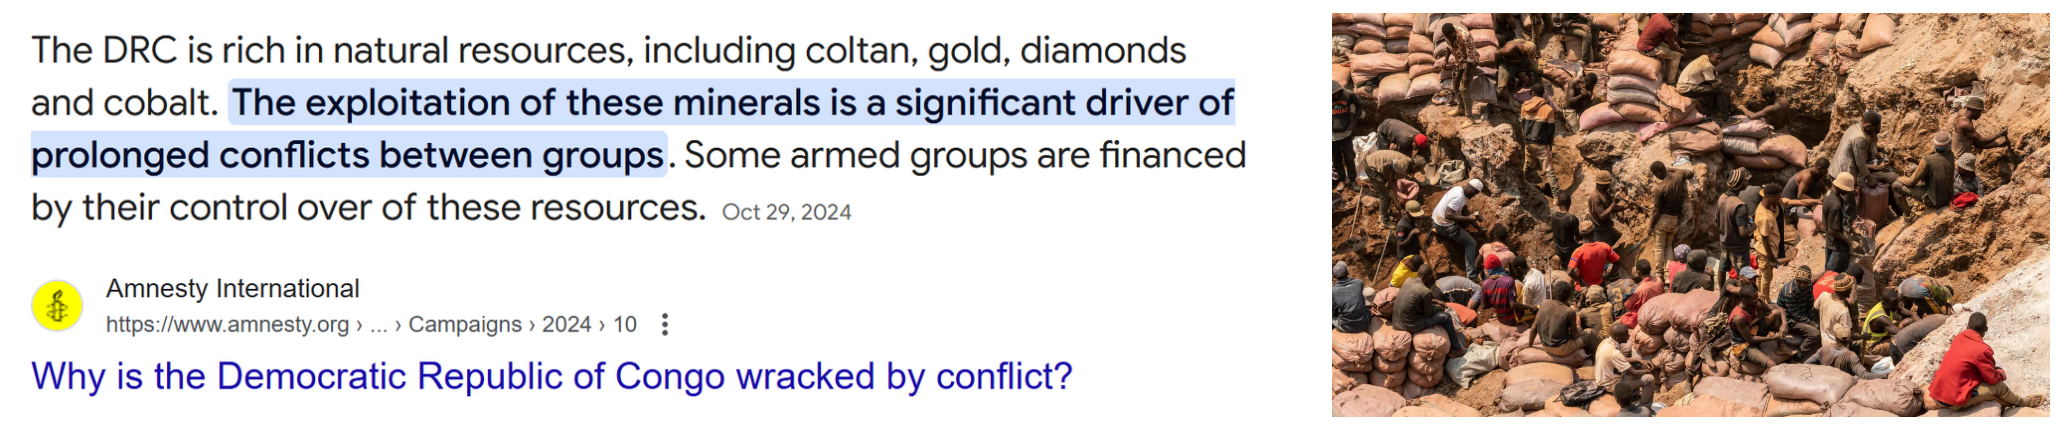 The DRC is rich in natural resources, including coltan, gold, diamonds
and cobalt. The exploitation of these minerals is a significant driver of
prolonged conflicts between groups. Some armed groups are financed
by their control over of these resources. Oct 29, 2024
Amnesty International
https://www.amnesty.org › ... › Campaigns › 2024 › 10
Why is the Democratic Republic of Congo wracked by conflict?